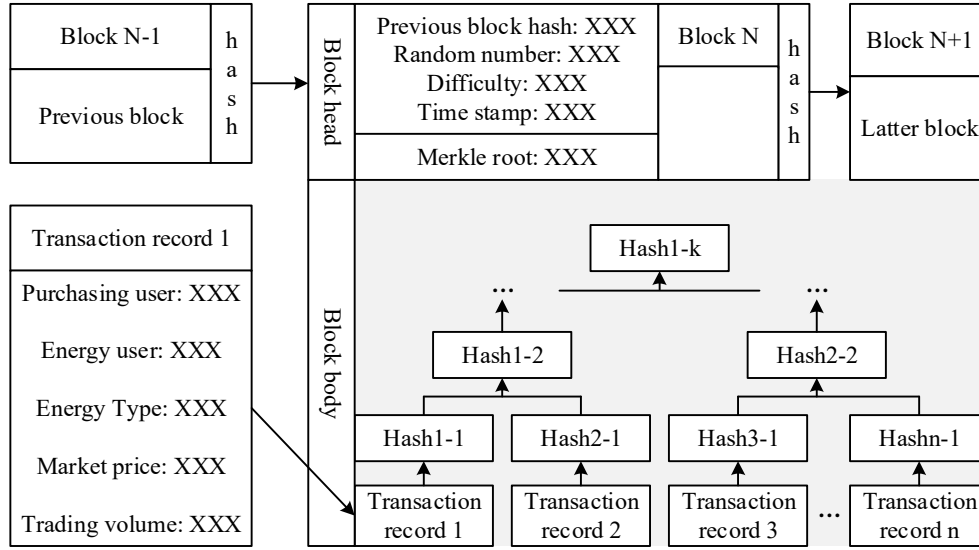 Block N-1
Previous block
hash
Block head
Previous block hash: XXX
Random number: XXX
Difficulty: XXX
Time stamp: XXX
Merkle root: XXX
Block N
hash
Block N+1
Latter block
Transaction record 1
Purchasing user: XXX
Energy user: XXX
Energy Type: XXX
Market price: XXX
Trading volume: XXX
Block body
Hash1-k
...
...
Hash1-2
Hash2-2
Hash1-1
Hash2-1
Hash3-1
Hashn-1
Transaction
record 1
Transaction
record 2
Transaction
record 3
...
Transaction
record n